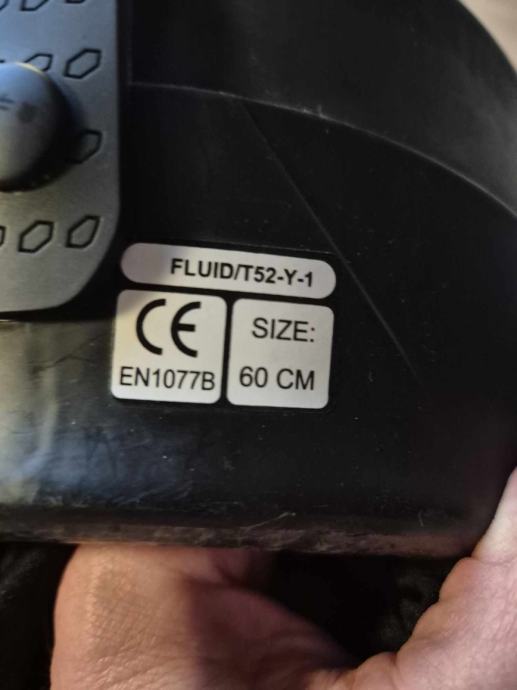 FLUID/T52-Y-1
CE
EN1077B
SIZE:
60 CM